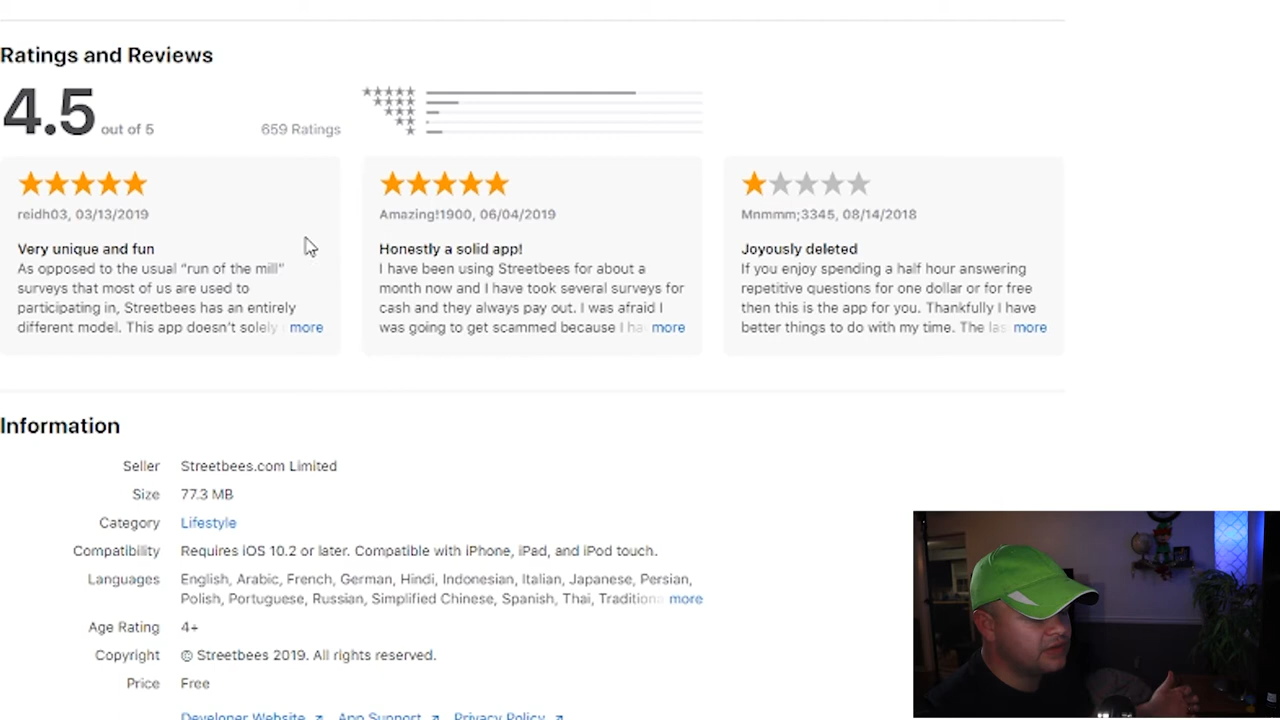 Ratings and Reviews
4.5 out of 5
659 Ratings
reidh03, 03/13/2019
Very unique and fun
As opposed to the usual “run of the mill”
surveys that most of us are used to
participating in, Streetbees has an entirely
different model. This app doesn’t solely more
Amazing!1900, 06/04/2019
Honestly a solid app!
I have been using Streetbees for about a
month now and I have took several surveys for
cash and they always pay out. I was afraid I
was going to get scammed because I more
Mnmmm;3345, 08/14/2018
Joyously deleted
If you enjoy spending a half hour answering
repetitive questions for one dollar or for free
then this is the app for you. Thankfully I have
better things to do with my time. The more
Information
Seller Streetbees.com Limited
Size 77.3 MB
Category Lifestyle
Compatibility Requires iOS 10.2 or later. Compatible with iPhone, iPad, and iPod touch.
Languages English, Arabic, French, German, Hindi, Indonesian, Italian, Japanese, Persian,
Polish, Portuguese, Russian, Simplified Chinese, Spanish, Thai, more
Age Rating 4+
Copyright © Streetbees 2019. All rights reserved.
Price Free
Developer Website App Support Privacy Policy